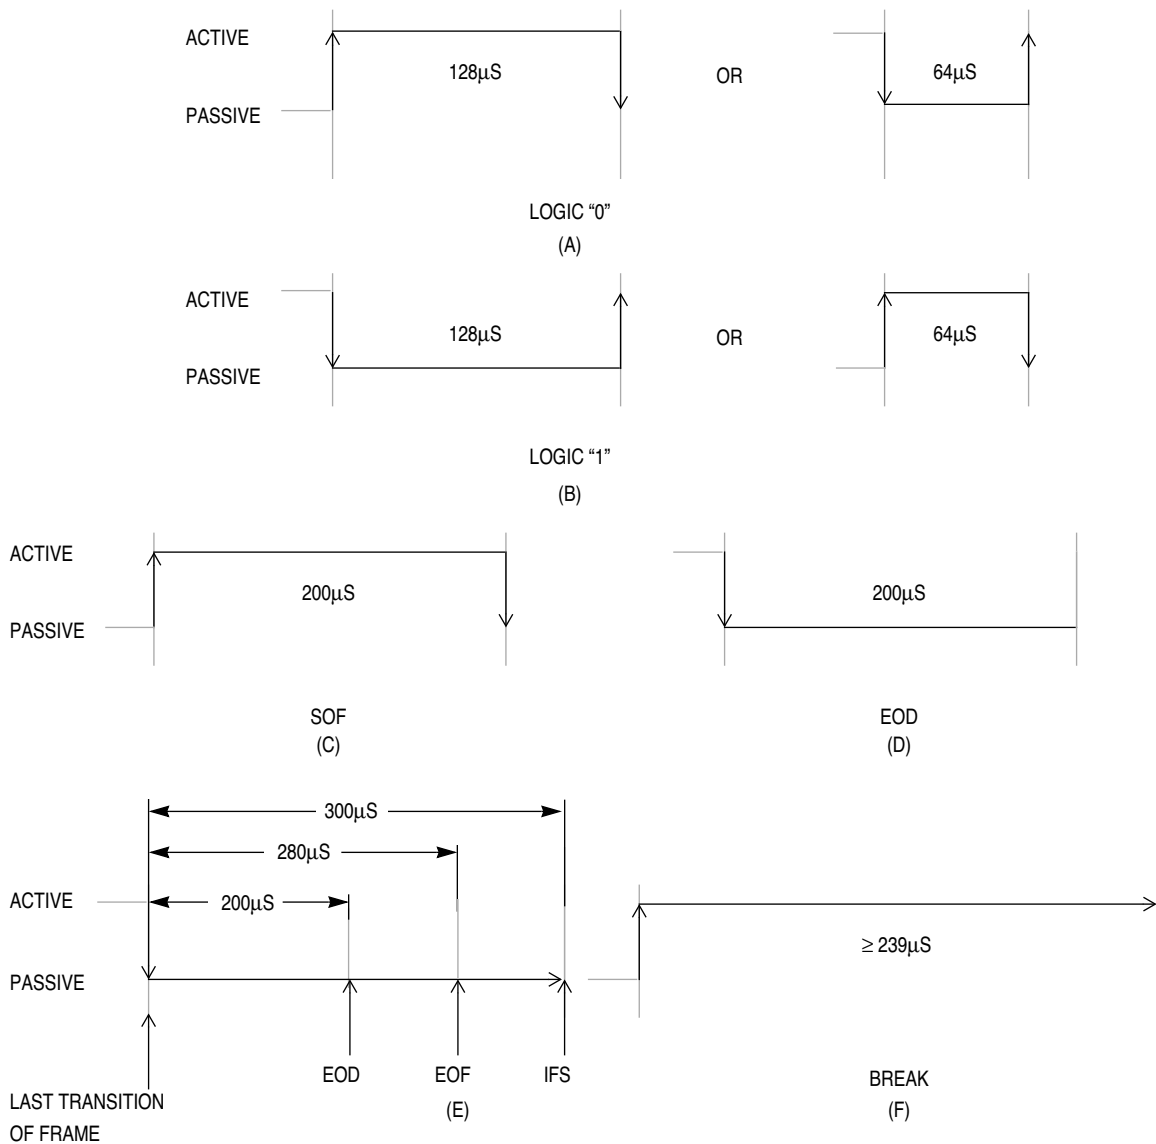 ACTIVE
128μS
OR
64μS
PASSIVE
LOGIC “0”
(A)
ACTIVE
128μS
OR
64μS
PASSIVE
LOGIC “1”
(B)
ACTIVE
200μS
200μS
PASSIVE
SOF
EOD
(C)
(D)
300μS
280μS
ACTIVE
200μS
≥ 239μS
PASSIVE
EOD
EOF
IFS
BREAK
LAST TRANSITION
OF FRAME
(E)
(F)